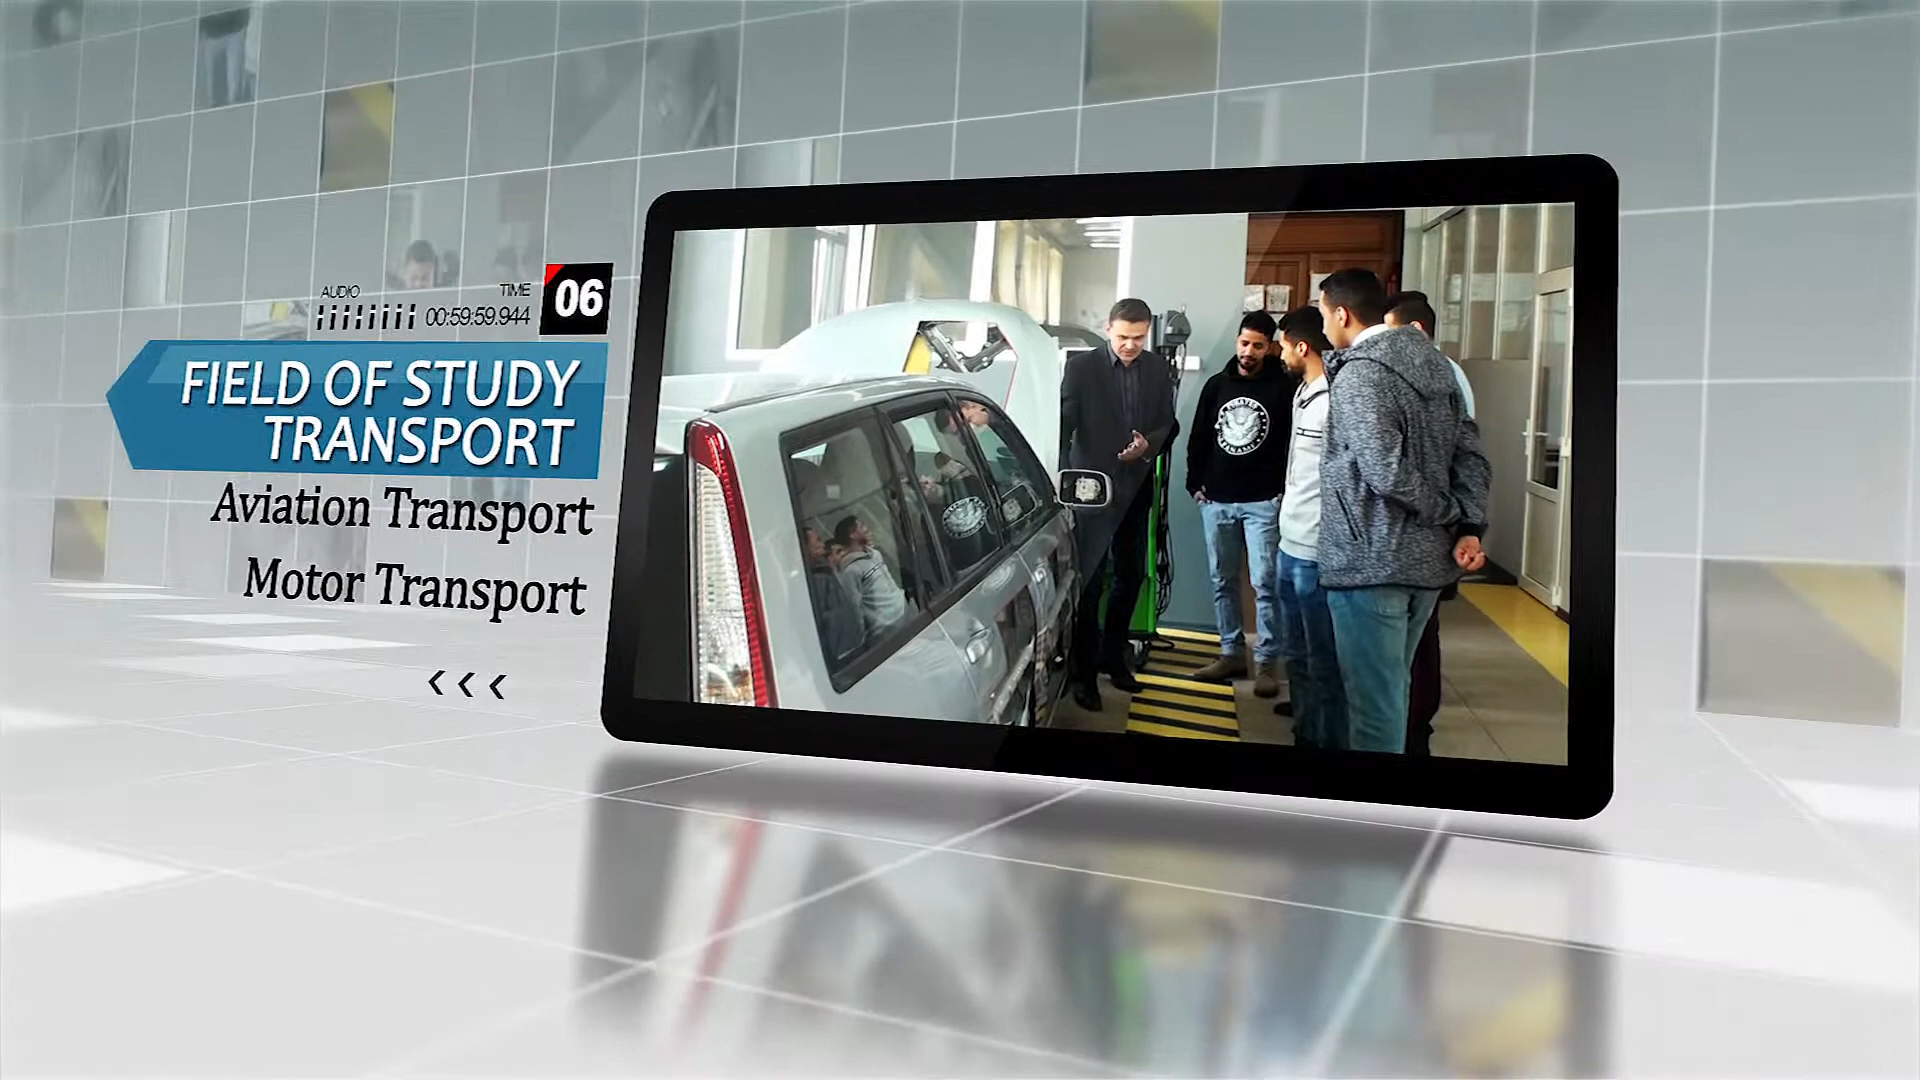 AUDIO
TIME
06
00:59:59.944
FIELD OF STUDY
TRANSPORT
Aviation Transport
Motor Transport